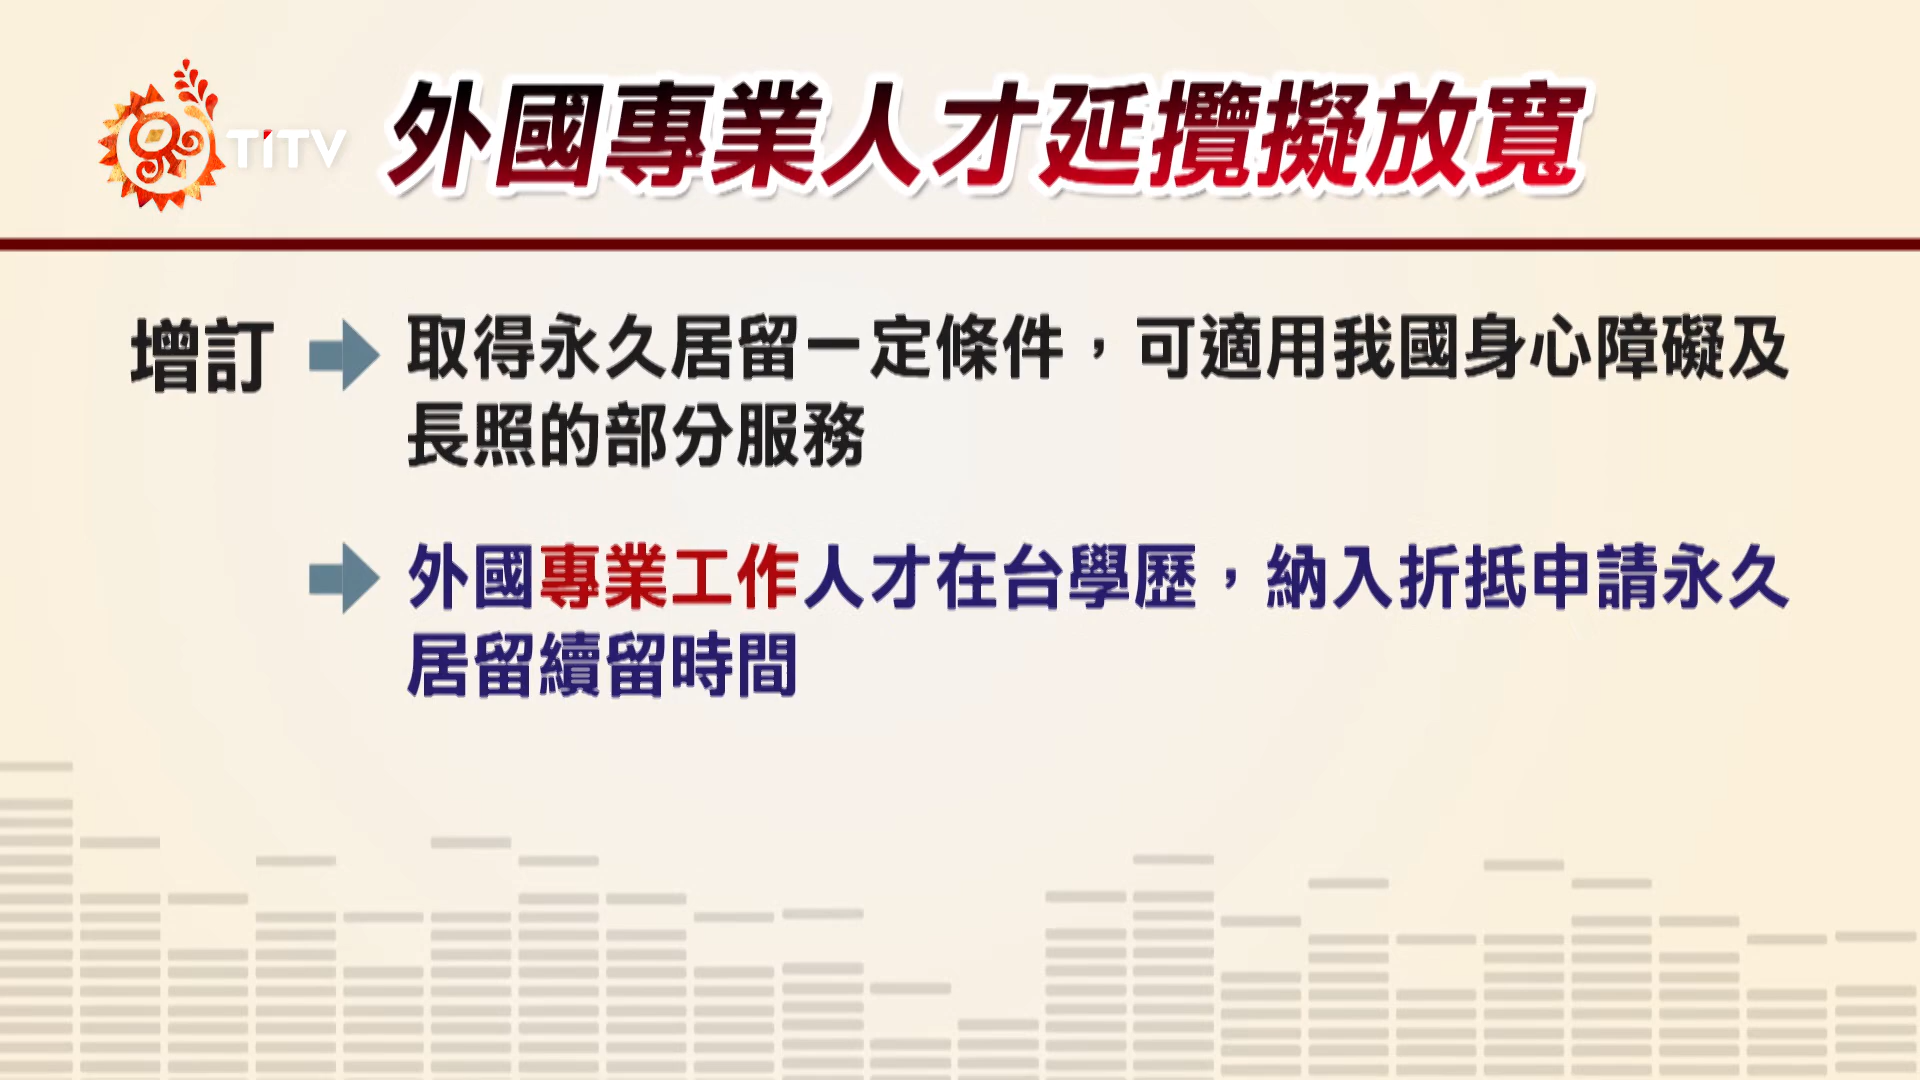 TiTV
外國專業人才延攬擬放寬
增訂
取得永久居留一定條件，可適用我國身心障礙及
長照的部分服務
外國專業工作人才在台學歷，納入折抵申請永久
居留續留時間